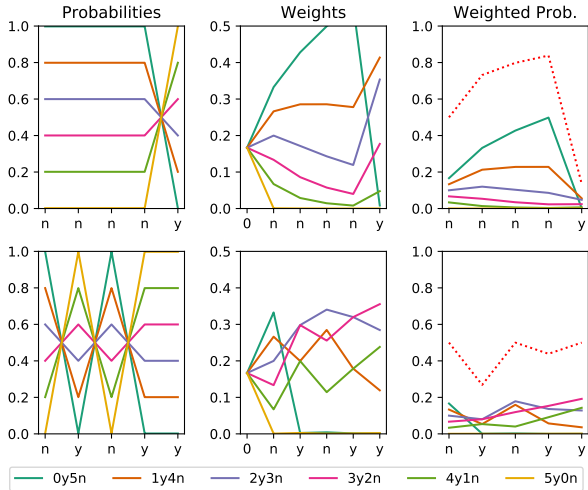 Probabilities Weights Weighted Prob.
1.0 0.5 1.0
0.8 0.4 0.8
0.6 0.3 0.6
0.4 0.2 0.4
0.2 0.1 0.2
0.0 0.0 0.0
n n n n y 0 n n n n y n n n n y
1.0 0.5 1.0
0.8 0.4 0.8
0.6 0.3 0.6
0.4 0.2 0.4
0.2 0.1 0.2
0.0 0.0 0.0
n y n y y 0 n y n y y n y n y y
0y5n 1y4n 2y3n 3y2n 4y1n 5y0n